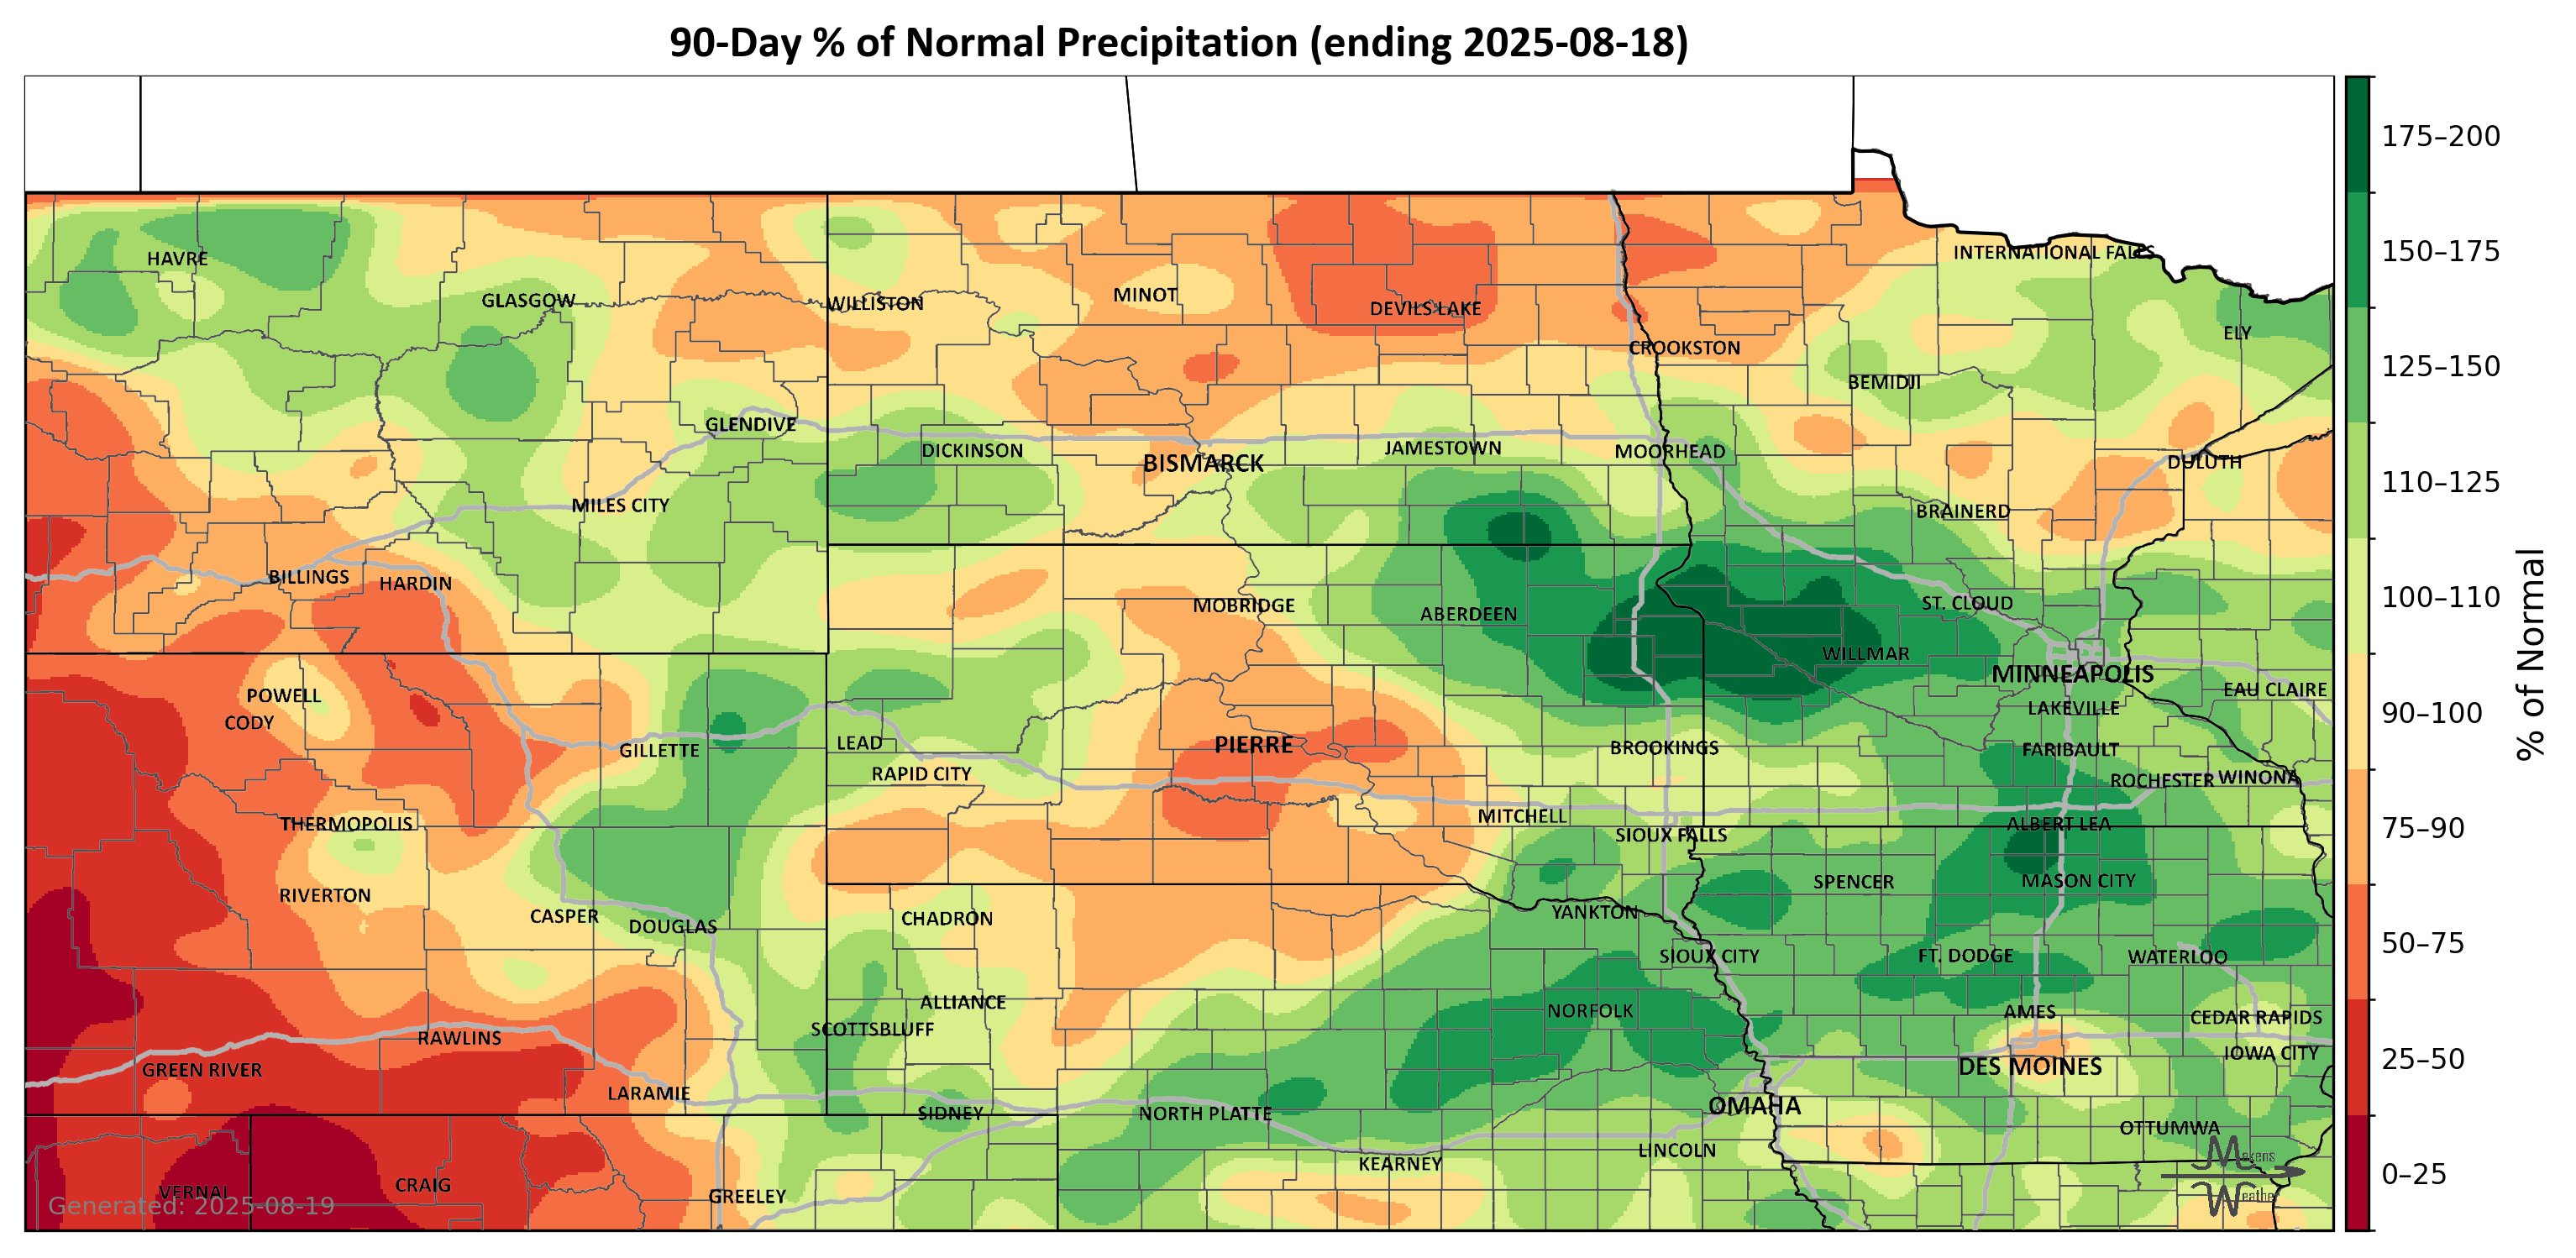 90-Day % of Normal Precipitation (ending 2025-08-18)
175–200
INTERNATIONAL FALLS
HAVRE
150–175
GLASGOW
WILLISTON
MINOT
DEVILS LAKE
ELY
CROOKSTON
125–150
BEMIDJI
GLENDIVE
DICKINSON
JAMESTOWN
MOORHEAD
BISMARCK
DULUTH
110–125
MILES CITY
BRAINERD
BILLINGS
HARDIN
100–110
MOBRIDGE
ABERDEEN
ST. CLOUD
WILLMAR
MINNEAPOLIS
% of Normal
POWELL
EAU CLAIRE
CODY
LAKEVILLE
90–100
GILLETTE
LEAD
PIERRE
BROOKINGS
FARIBAULT
RAPID CITY
ROCHESTER
WINONA
THERMOPOLIS
MITCHELL
ALBERT LEA
75–90
SIOUX FALLS
RIVERTON
SPENCER
MASON CITY
CASPER
CHADRON
YANKTON
DOUGLAS
50–75
SIOUX CITY
FT. DODGE
WATERLOO
ALLIANCE
NORFOLK
AMES
SCOTTSBLUFF
CEDAR RAPIDS
RAWLINS
IOWA CITY
25–50
GREEN RIVER
DES MOINES
LARAMIE
SIDNEY
NORTH PLATTE
OMAHA
OTTUMWA
LINCOLN
KEARNEY
Makens
0–25
VERNAL
CRAIG
GREELEY
Weather
Generated: 2025-08-19